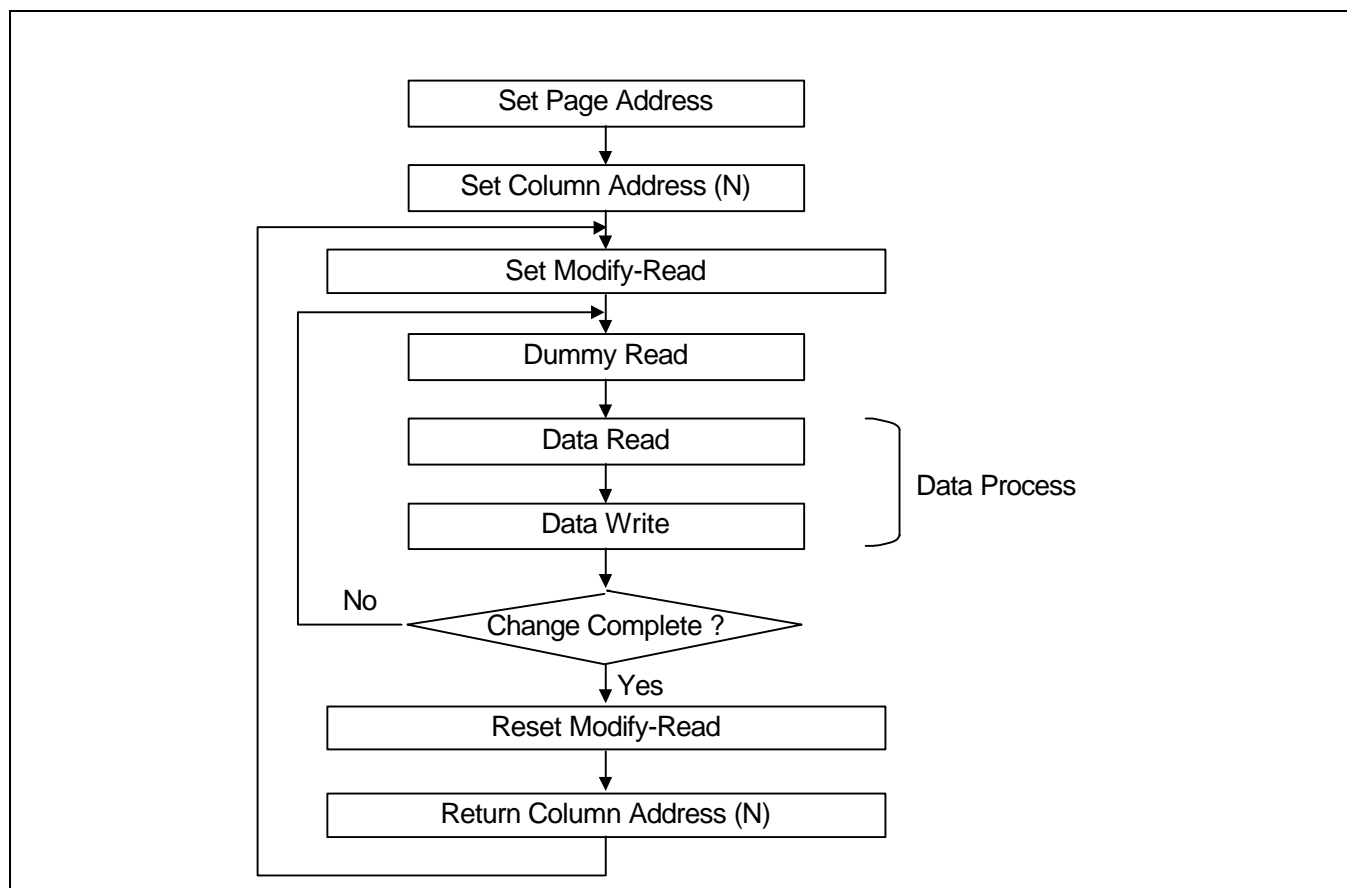 Set Page Address
Set Column Address (N)
Set Modify-Read
Dummy Read
Data Read
Data Process
Data Write
No
Change Complete ?
Yes
Reset Modify-Read
Return Column Address (N)